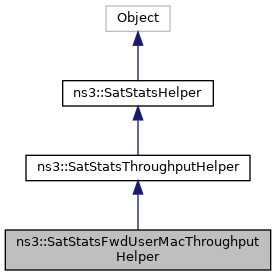 Object
ns3::SatStatsHelper
ns3::SatStatsThroughputHelper
ns3::SatStatsFwdUserMacThroughput
Helper